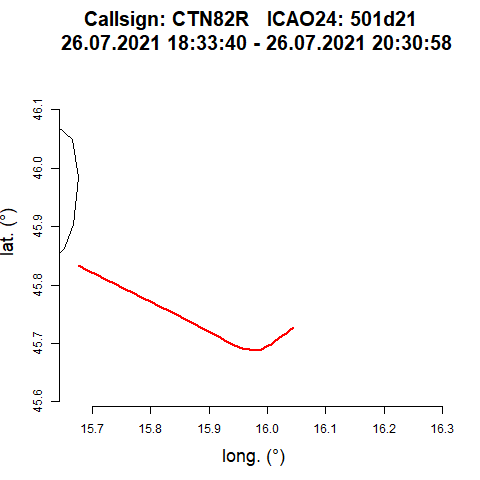 Callsign: CTN82R   ICAO24: 501d21
26.07.2021 18:33:40 - 26.07.2021 20:30:58
46.1
46.0
45.9
45.8
45.7
45.6
lat. (°)
15.7 15.8 15.9 16.0 16.1 16.2 16.3
long. (°)